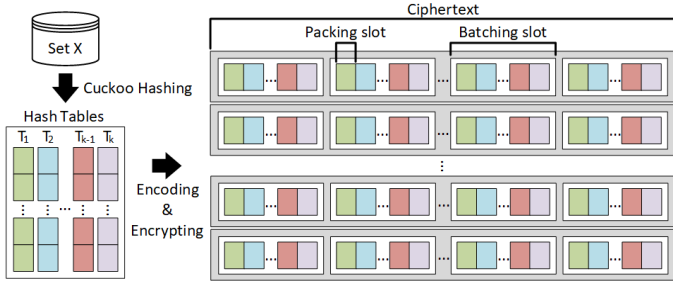 Ciphertext
Set X
Packing slot
Batching slot
Cuckoo Hashing
Hash Tables
T1 T2 Tk-1 Tk
...
Encoding
&
Encrypting